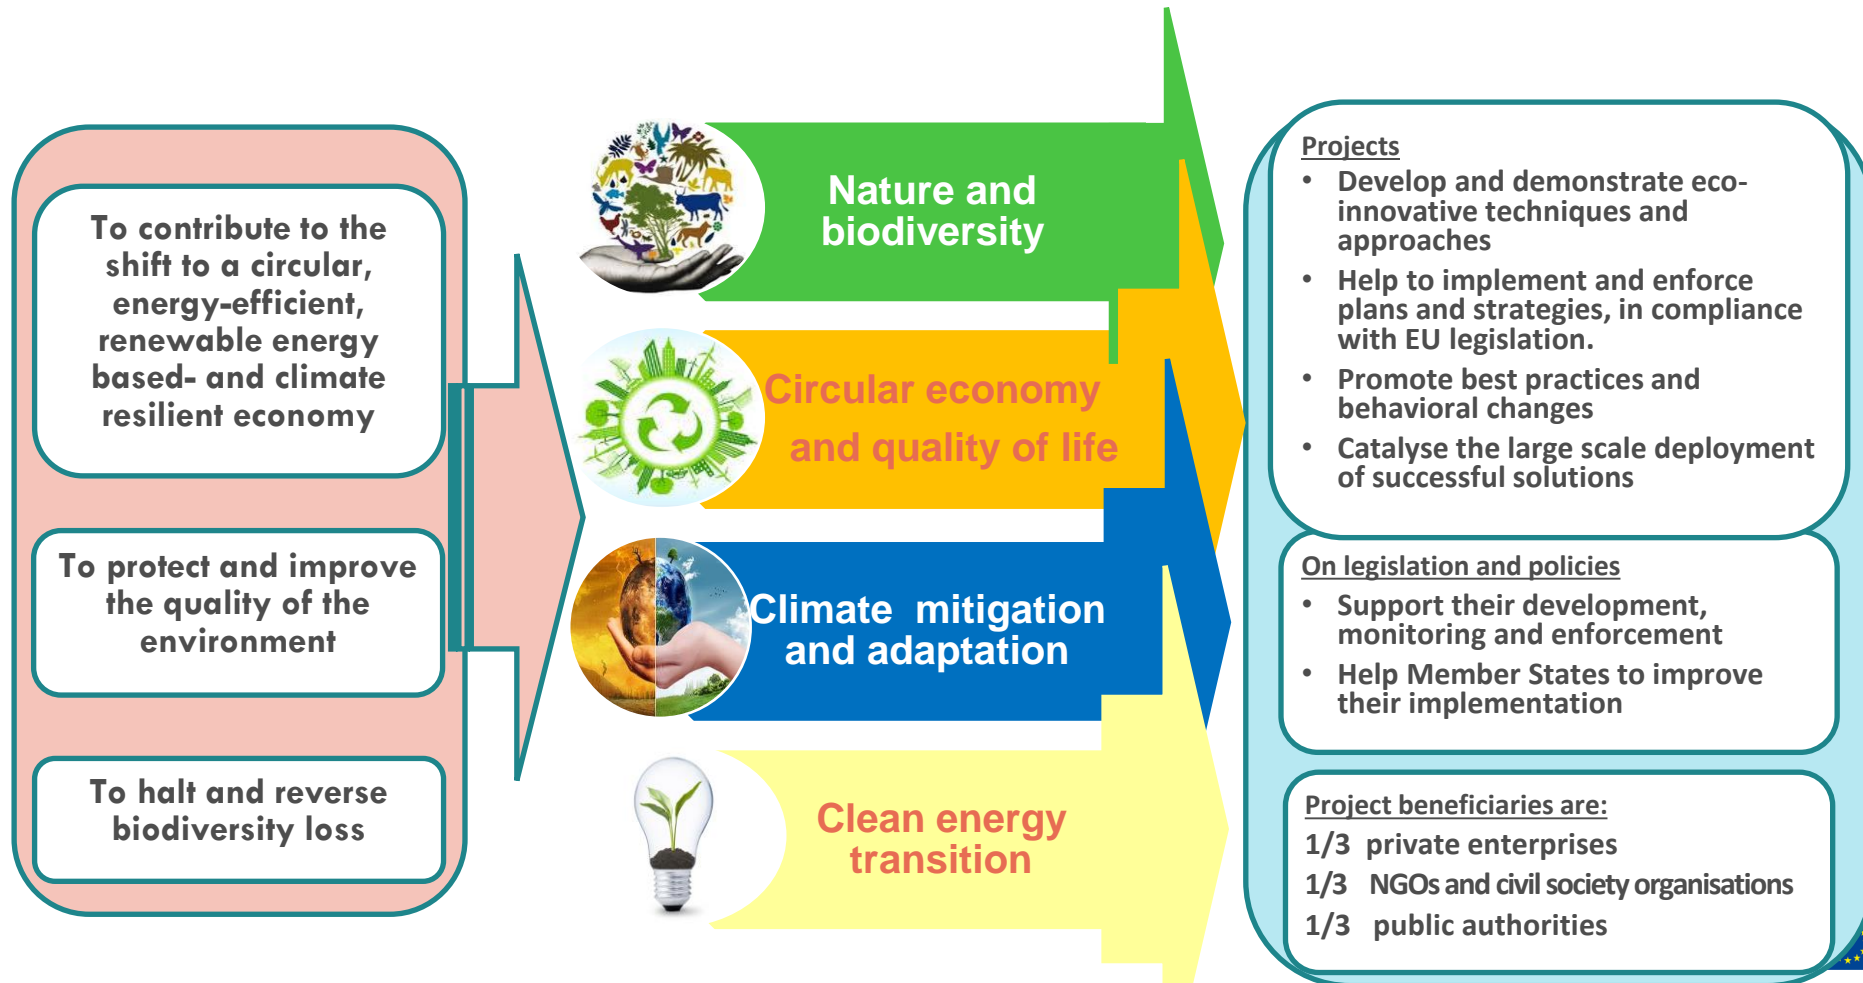 To contribute to the
shift to a circular,
energy-efficient,
renewable energy
based- and climate
resilient economy
To protect and improve
the quality of the
environment
To halt and reverse
biodiversity loss
Nature and
biodiversity
Circular economy
and quality of life
Climate  mitigation
and adaptation
Clean energy
transition
Projects
• Develop and demonstrate eco-
innovative techniques and
approaches
• Help to implement and enforce
plans and strategies, in compliance
with EU legislation.
• Promote best practices and
behavioral changes
• Catalyse the large scale deployment
of successful solutions
On legislation and policies
• Support their development,
monitoring and enforcement
• Help Member States to improve
their implementation
Project beneficiaries are:
1/3  private enterprises
1/3  NGOs and civil society organisations
1/3  public authorities